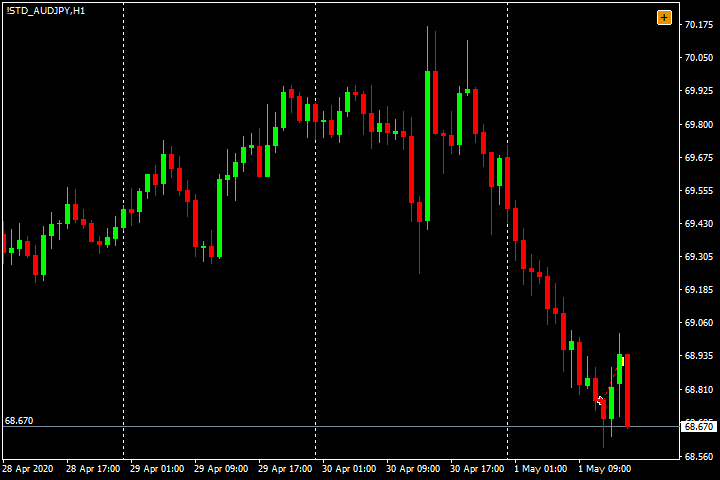 !STD_AUDJPY,H1
+
70.175
70.050
69.925
69.800
69.675
69.555
69.430
69.305
69.185
69.060
68.935
68.810
68.670
68.670
68.560
28 Apr 2020
28 Apr 17:00
29 Apr 01:00
29 Apr 09:00
29 Apr 17:00
30 Apr 01:00
30 Apr 09:00
30 Apr 17:00
1 May 01:00
1 May 09:00